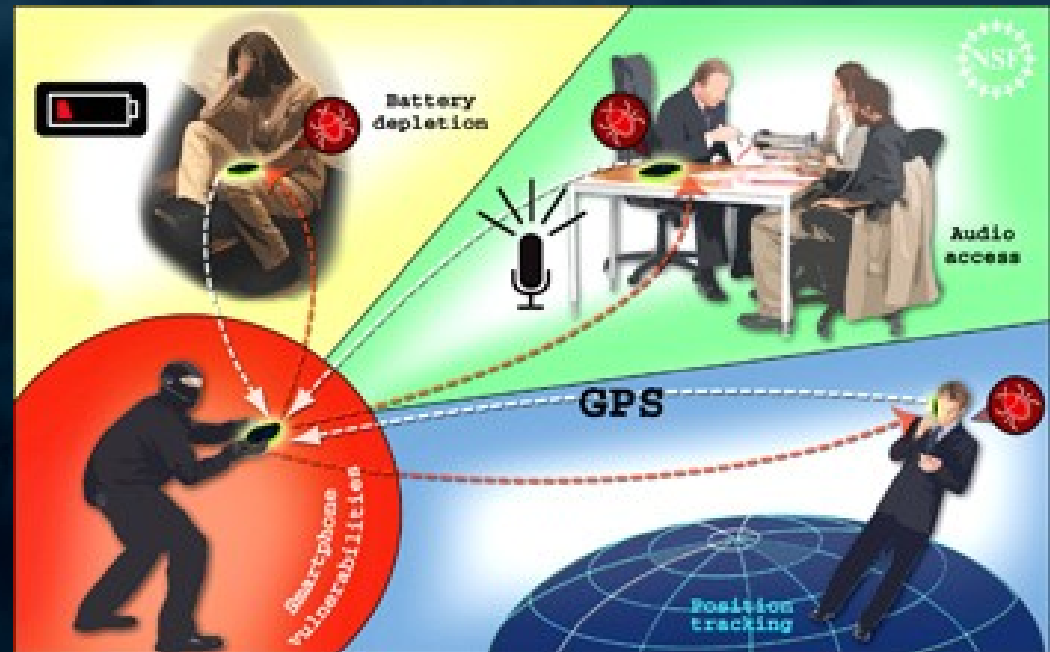 NSF
Battery
depletion
Audio
access
GPS
Smartphone
Vulnerabilities
Position
tracking